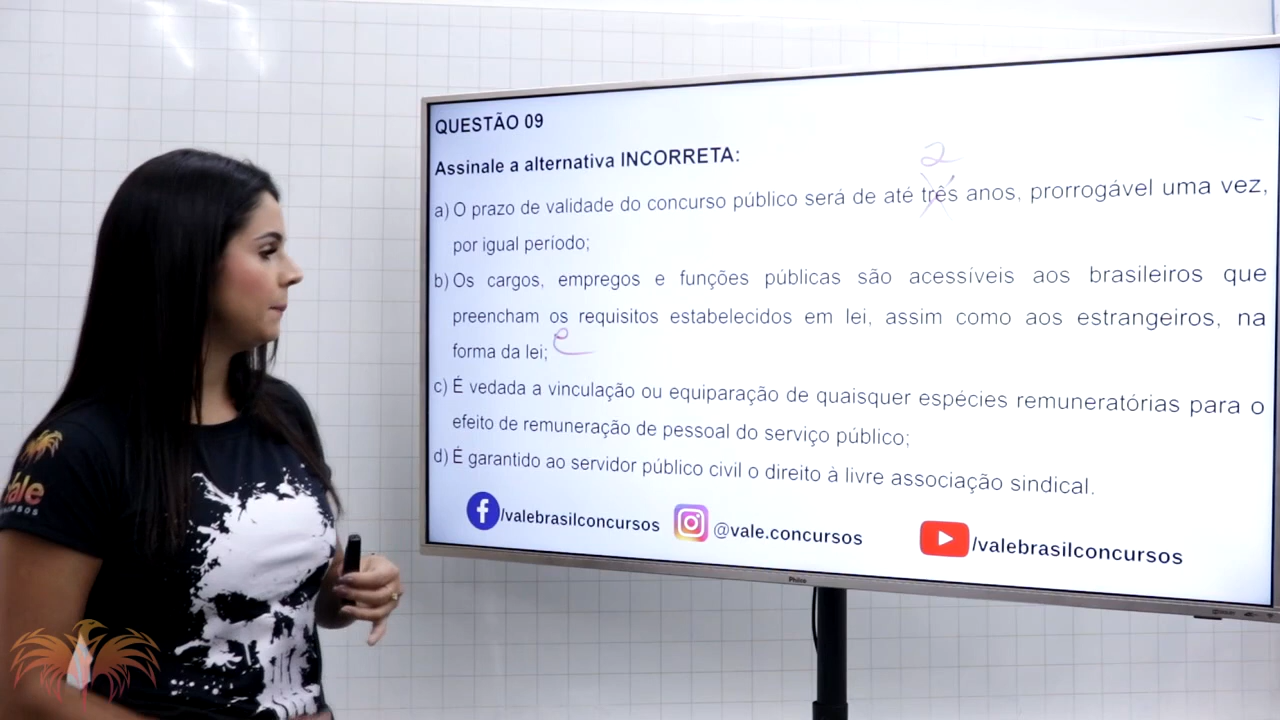 QUESTÃO 09
Assinale a alternativa INCORRETA:
2
a) O prazo de validade do concurso público será de até três anos, prorrogável uma vez,
por igual período;
b) Os cargos, empregos e funções públicas são acessíveis aos brasileiros que
preencham os requisitos estabelecidos em lei, assim como aos estrangeiros, na
forma da lei; e
c) É vedada a vinculação ou equiparação de quaisquer espécies remuneratórias para o
efeito de remuneração de pessoal do serviço público;
d) É garantido ao servidor público civil o direito à livre associação sindical.
/valebrasilconcursos
@vale.concursos
/valebrasilconcursos
Philco